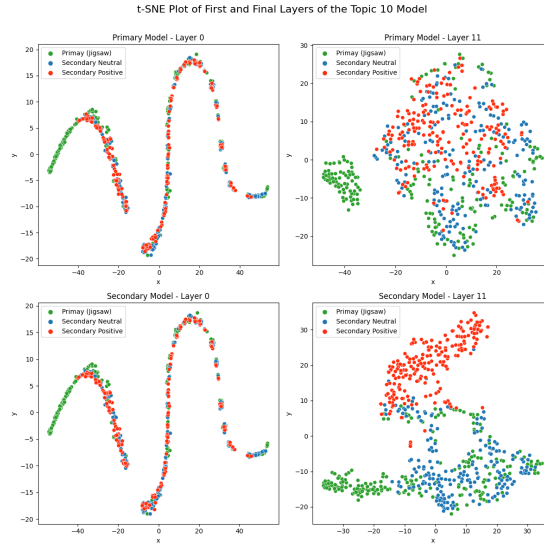 t-SNE Plot of First and Final Layers of the Topic 10 Model
Primary Model - Layer 0
Primay (Jigsaw)
Secondary Neutral
Secondary Positive
20
15
10
5
0
−5
−10
−15
−20
y
−40
−20
0
20
40
x
Primary Model - Layer 11
Primay (Jigsaw)
Secondary Neutral
Secondary Positive
30
20
10
0
−10
−20
y
−40
−20
0
20
x
Secondary Model - Layer 0
Primay (Jigsaw)
Secondary Neutral
Secondary Positive
20
15
10
5
0
−5
−10
−15
−20
y
−40
−20
0
20
40
x
Secondary Model - Layer 11
Primay (Jigsaw)
Secondary Neutral
Secondary Positive
30
20
10
0
−10
−20
y
−30
−20
−10
0
10
20
30
x